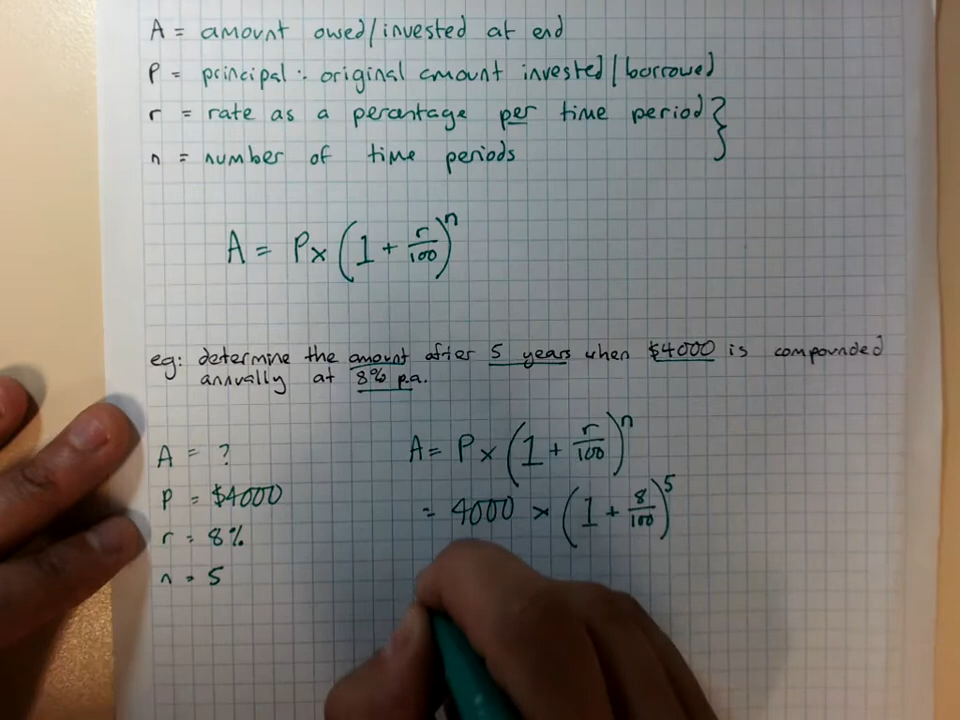 A = amount owed/invested at end
P = principal : original amount invested/borrowed
r = rate as a percentage per time period }
n = number of time periods
A = P× (1 + r/100)^n
eg: determine the amount after 5 years when $4000 is compounded
annually at 8% p.a.
A = ?
P = $4000
r = 8%
n = 5
A = P × (1 + r/100)^n
= 4000 × (1 + 8/100)^5